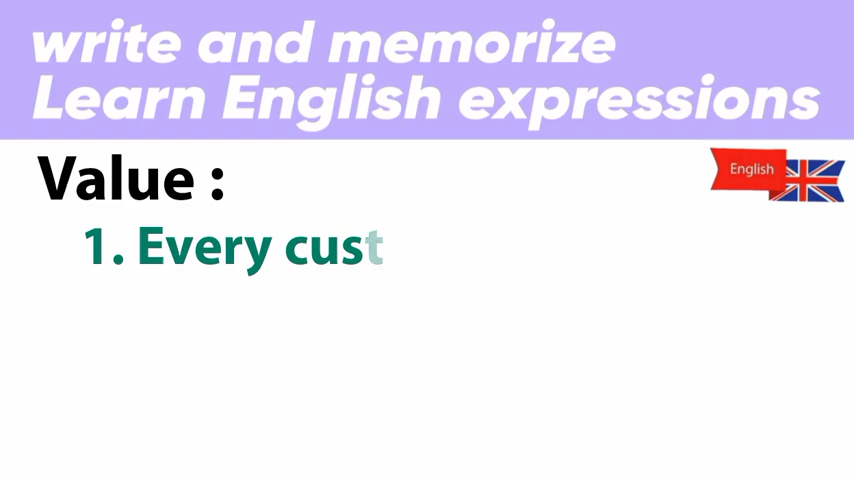 write and memorize
Learn English expressions
English
Value :
1. Every cust